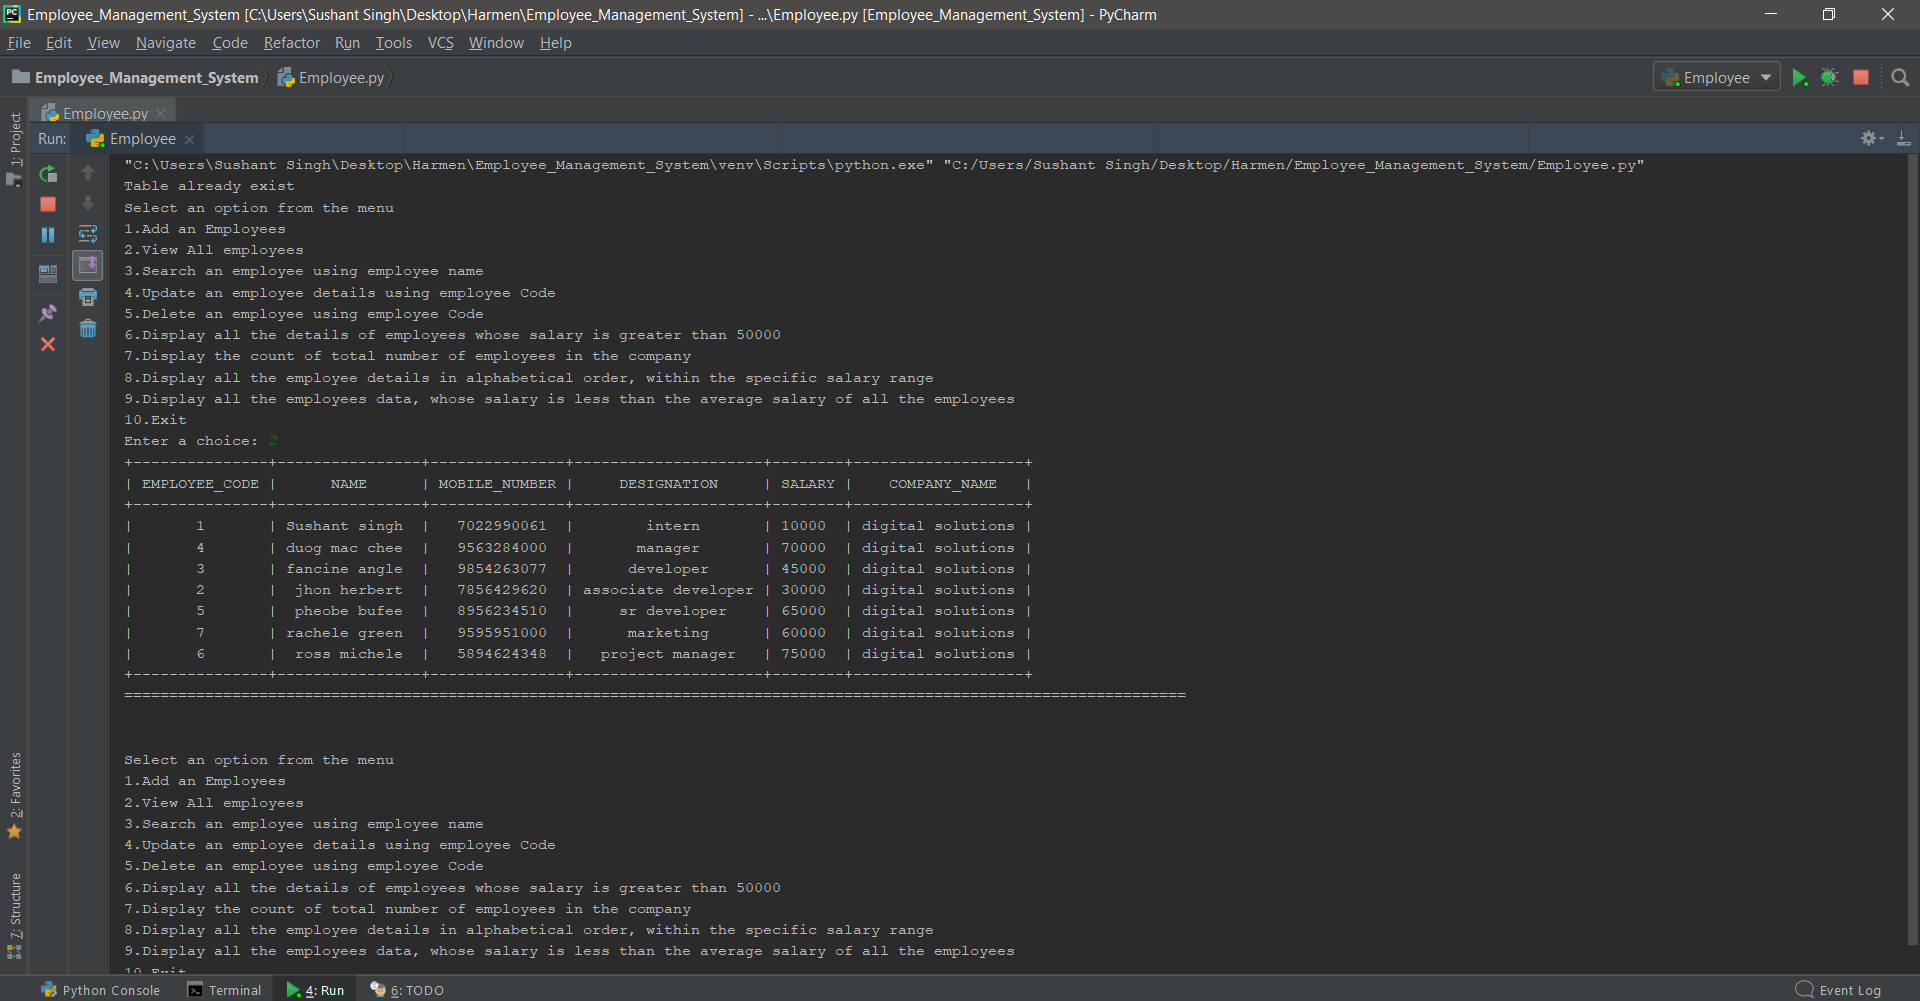 Employee_Management_System [C:\Users\Sushant Singh\Desktop\Harmen\Employee_Management_System] - ...\Employee.py [Employee_Management_System] - PyCharm
File Edit View Navigate Code Refactor Run Tools VCS Window Help
Employee_Management_System Employee.py Employee
Employee.py
Run: Employee
1: Project
"C:\Users\Sushant Singh\Desktop\Harmen\Employee_Management_System\venv\Scripts\python.exe" "C:/Users/Sushant Singh/Desktop/Harmen/Employee_Management_System/Employee.py"
Table already exist
Select an option from the menu
1.Add an Employees
2.View All employees
3.Search an employee using employee name
4.Update an employee details using employee Code
5.Delete an employee using employee Code
6.Display all the details of employees whose salary is greater than 50000
7.Display the count of total number of employees in the company
8.Display all the employee details in alphabetical order, within the specific salary range
9.Display all the employees data, whose salary is less than the average salary of all the employees
10.Exit
Enter a choice: 2
+---------------+----------------+---------------+---------------------+--------+-------------------+
| EMPLOYEE_CODE |      NAME      | MOBILE_NUMBER |     DESIGNATION     | SALARY |    COMPANY_NAME   |
+---------------+----------------+---------------+---------------------+--------+-------------------+
|       1       | Sushant singh  |   7022990061  |        intern       | 10000  | digital solutions |
|       4       | duog mac chee  |   9563284000  |       manager       | 70000  | digital solutions |
|       3       | fancine angle  |   9854263077  |      developer      | 45000  | digital solutions |
|       2       |  jhon herbert  |   7856429620  | associate developer | 30000  | digital solutions |
|       5       |  pheobe bufee  |   8956234510  |     sr developer    | 65000  | digital solutions |
|       7       | rachele green  |   9595951000  |      marketing      | 60000  | digital solutions |
|       6       |  ross michele  |   5894624348  |   project manager   | 75000  | digital solutions |
+---------------+----------------+---------------+---------------------+--------+-------------------+
======================================================================================================================
Select an option from the menu
1.Add an Employees
2.View All employees
3.Search an employee using employee name
4.Update an employee details using employee Code
5.Delete an employee using employee Code
6.Display all the details of employees whose salary is greater than 50000
7.Display the count of total number of employees in the company
8.Display all the employee details in alphabetical order, within the specific salary range
9.Display all the employees data, whose salary is less than the average salary of all the employees
10.Exit
2: Favorites
7: Structure
Python Console Terminal 4: Run 6: TODO Event Log